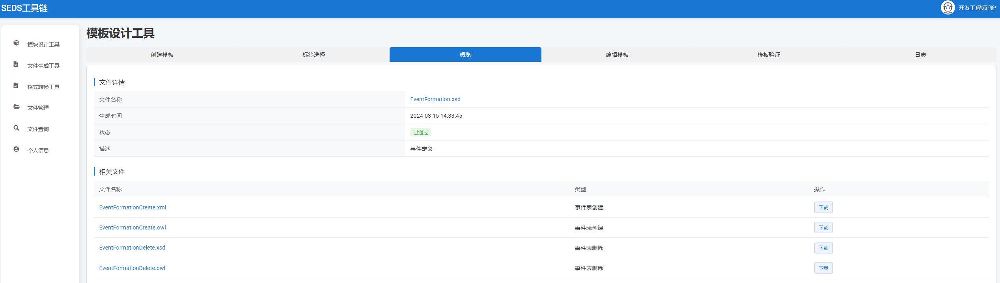 SEDS工具链
开发工程师 张*
模块设计工具
文件生成工具
格式转换工具
文件管理
文件查询
个人信息
模板设计工具
创建模板 标签选择 概览 编辑模板 模板验证 日志
文件详情
文件名称 EventFormation.xsd
生成时间 2024-03-15 14:33:45
状态 已通过
描述 事件定义
相关文件
文件名称 类型 操作
EventFormationCreate.xml 事件表创建 下载
EventFormationCreate.owl 事件表创建 下载
EventFormationDelete.xsd 事件表删除 下载
EventFormationDelete.owl 事件表删除 下载